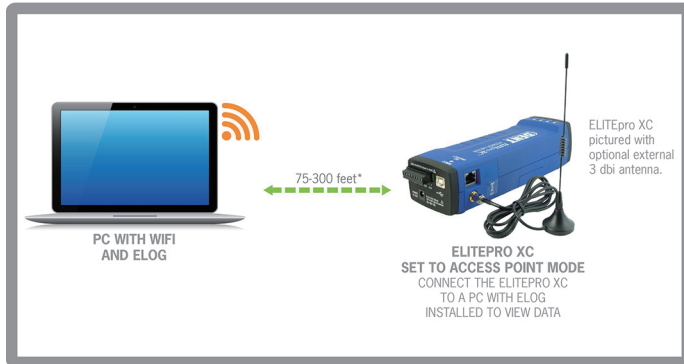 75-300 feet*
ELITEpro XC
pictured with
optional external
3 dbi antenna.
PC WITH WIFI
AND ELOG
ELITEPRO XC
SET TO ACCESS POINT MODE
CONNECT THE ELITEPRO XC
TO A PC WITH ELOG
INSTALLED TO VIEW DATA
DENT